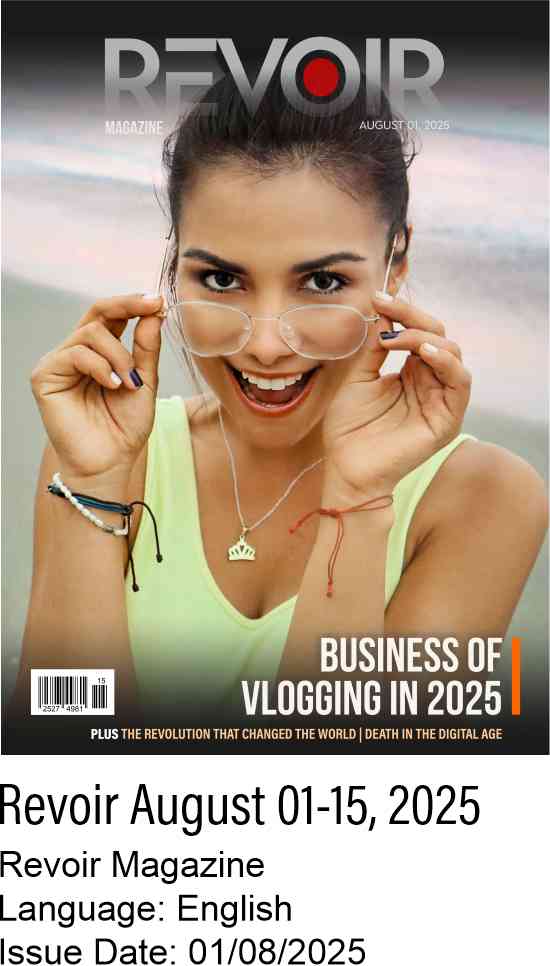 REVOIR
MAGAZINE
AUGUST 01, 2025
BUSINESS OF
VLOGGING IN 2025
15
2527 4981
PLUS THE REVOLUTION THAT CHANGED THE WORLD | DEATH IN THE DIGITAL AGE
Revoir August 01-15, 2025
Revoir Magazine
Language: English
Issue Date: 01/08/2025